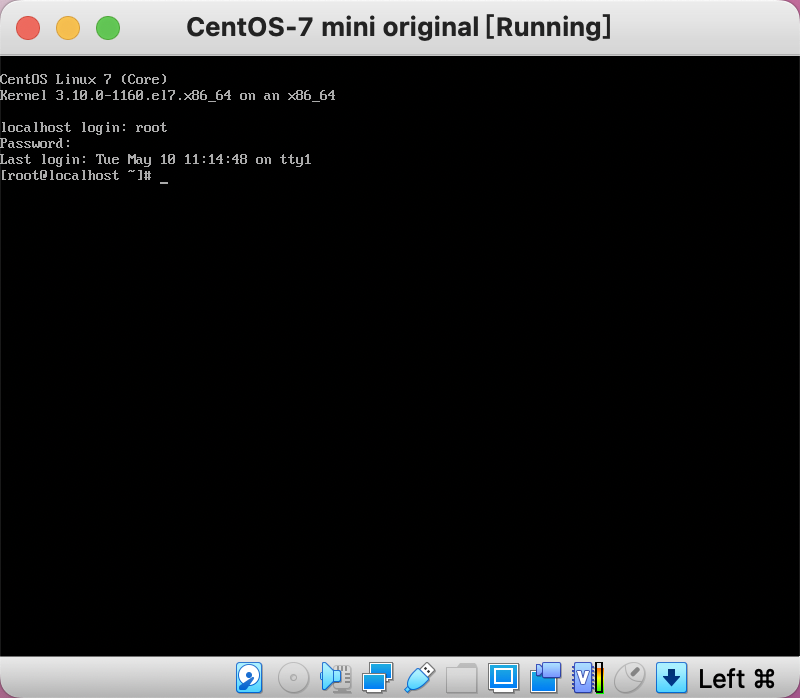 CentOS-7 mini original [Running]
CentOS Linux 7 (Core)
Kernel 3.10.0-1160.el7.x86_64 on an x86_64
localhost login: root
Password:
Last login: Tue May 10 11:14:48 on tty1
[root@localhost ~]# _
V
Left ⌘